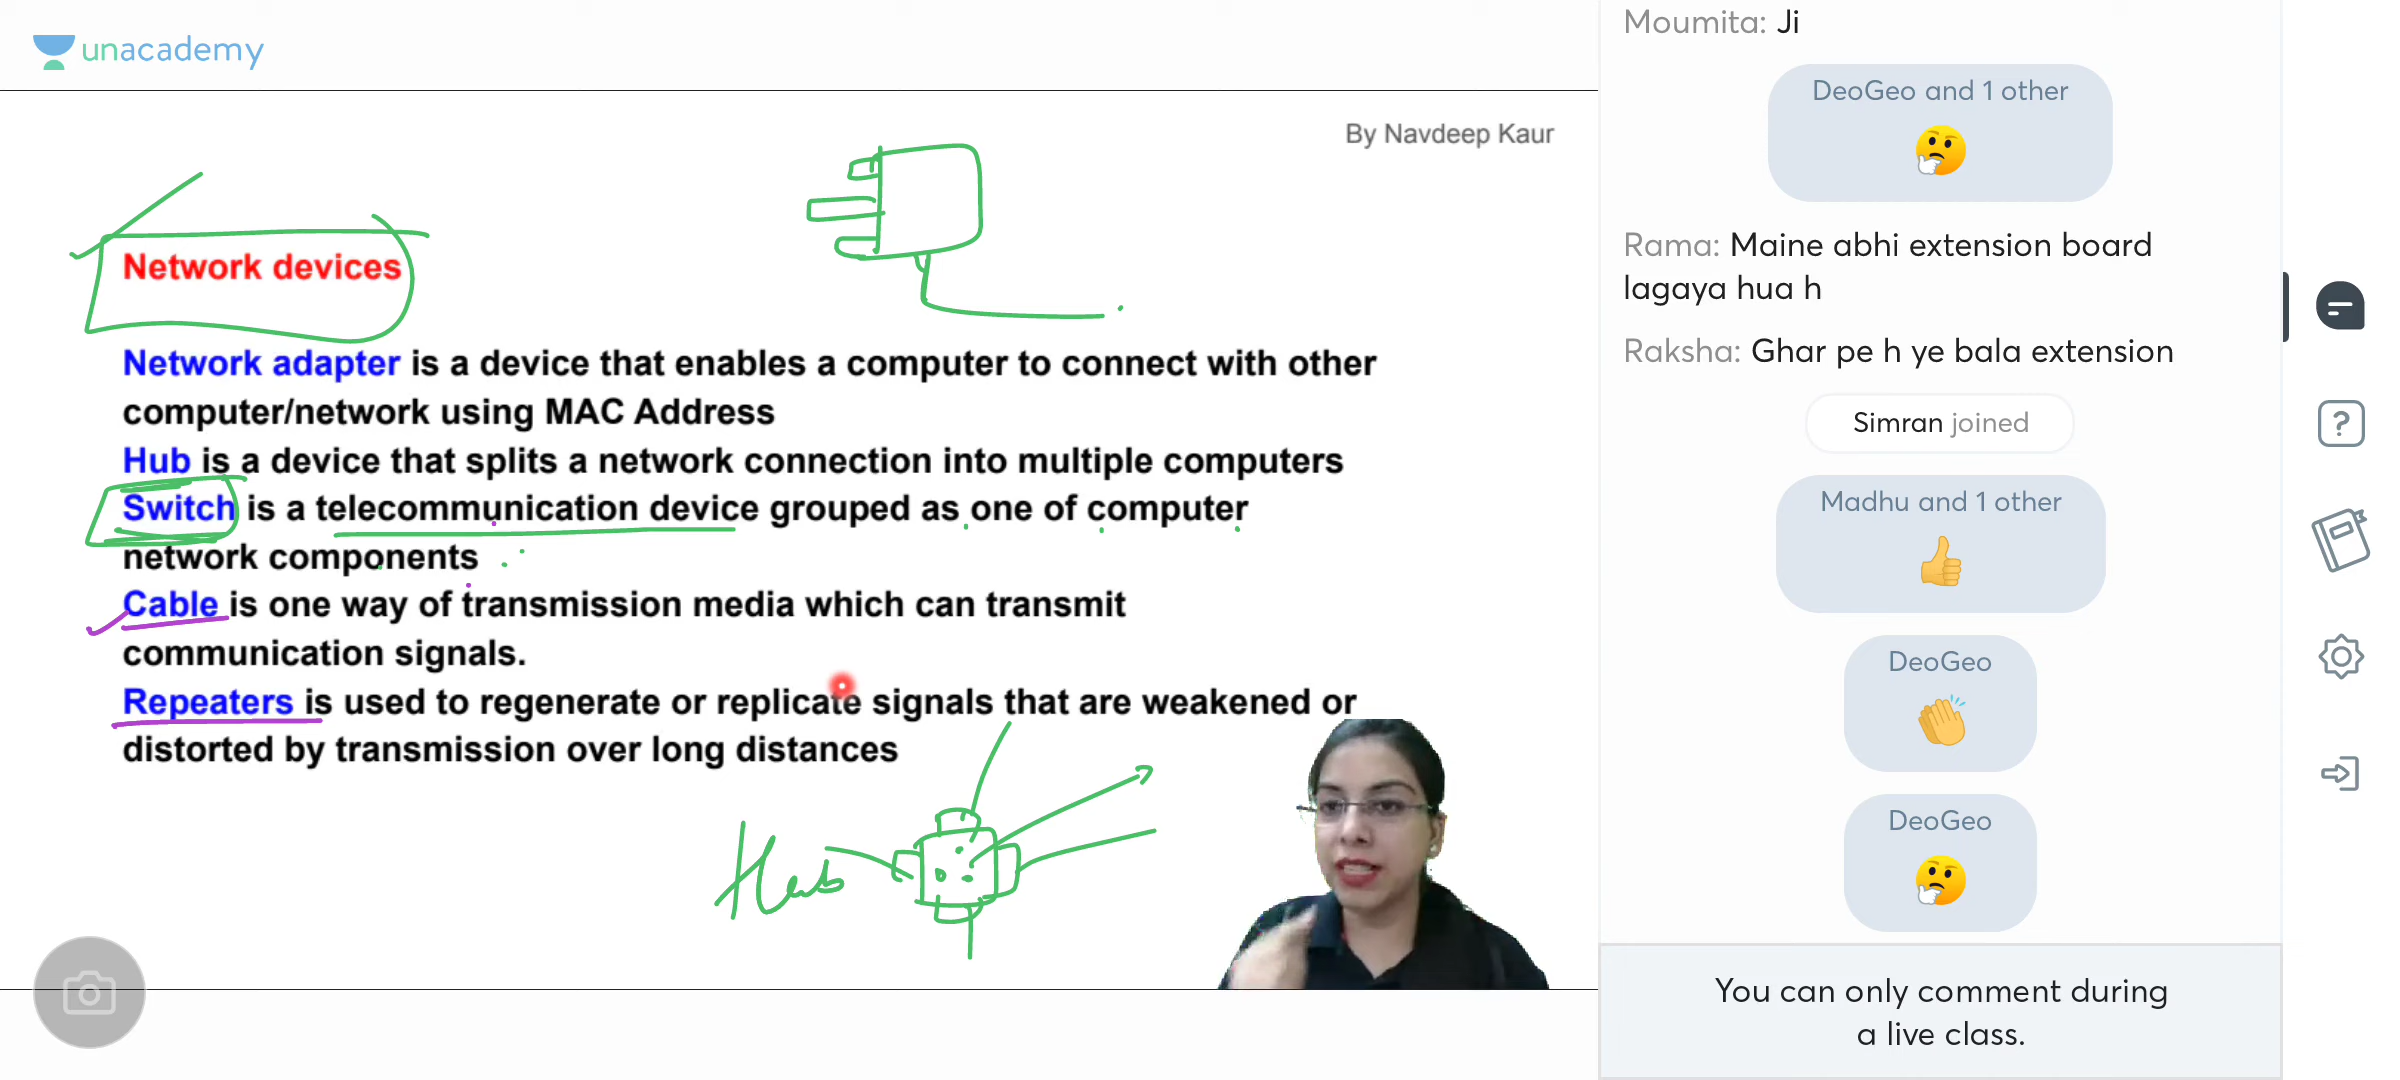 unacademy
By Navdeep Kaur
Network devices
Network adapter is a device that enables a computer to connect with other
computer/network using MAC Address
Hub is a device that splits a network connection into multiple computers
Switch is a telecommunication device grouped as one of computer
network components
Cable is one way of transmission media which can transmit
communication signals.
Repeaters is used to regenerate or replicate signals that are weakened or
distorted by transmission over long distances
Hub
Moumita: Ji
DeoGeo and 1 other
Rama: Maine abhi extension board
lagaya hua h
Raksha: Ghar pe h ye bala extension
Simran joined
Madhu and 1 other
DeoGeo
DeoGeo
You can only comment during
a live class.
?